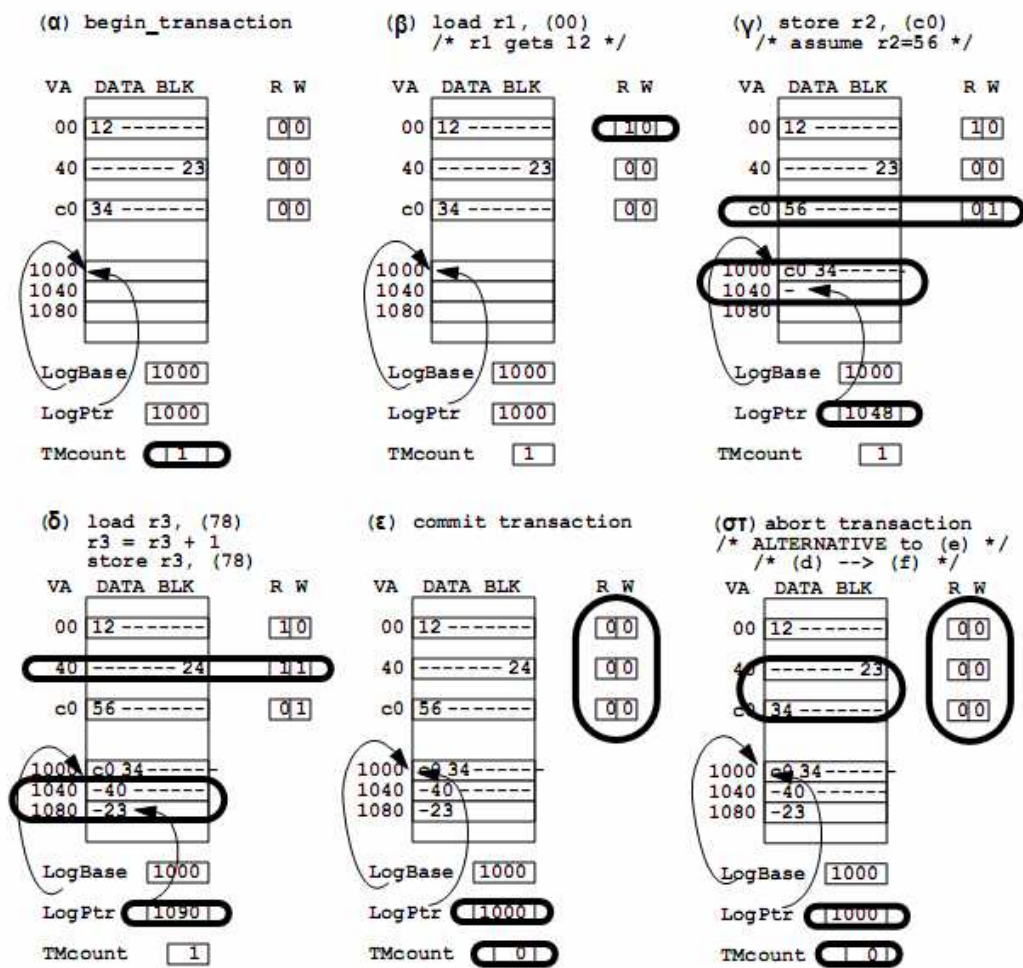 (α) begin_transaction
VA DATA BLK R W
00 12 ------- 0 0
40 ------- 23 0 0
c0 34 ------- 0 0
1000
1040
1080
LogBase 1000
LogPtr 1000
TMcount 1
(β) load r1, (00)
/* r1 gets 12 */
VA DATA BLK R W
00 12 ------- 1 0
40 ------- 23 0 0
c0 34 ------- 0 0
1000
1040
1080
LogBase 1000
LogPtr 1000
TMcount 1
(γ) store r2, (c0)
/* assume r2=56 */
VA DATA BLK R W
00 12 ------- 1 0
40 ------- 23 0 0
c0 56 ------- 0 1
1000 c0 34------
1040 -
1080
LogBase 1000
LogPtr 1048
TMcount 1
(δ) load r3, (78)
r3 = r3 + 1
store r3, (78)
VA DATA BLK R W
00 12 ------- 1 0
40 ------- 24 1 1
c0 56 ------- 0 1
1000 c0 34------
1040 -40 ------
1080 -23
LogBase 1000
LogPtr 1090
TMcount 1
(ε) commit transaction
VA DATA BLK R W
00 12 ------- 0 0
40 ------- 24 0 0
c0 56 ------- 0 0
1000 c0 34------
1040 -40------
1080 -23
LogBase 1000
LogPtr 1000
TMcount 0
(στ) abort transaction
/* ALTERNATIVE to (e) */
/* (d) --> (f) */
VA DATA BLK R W
00 12 ------- 0 0
40 ------- 23 0 0
c0 34 ------- 0 0
1000 c0 34------
1040 -40------
1080 -23
LogBase 1000
LogPtr 1000
TMcount 0